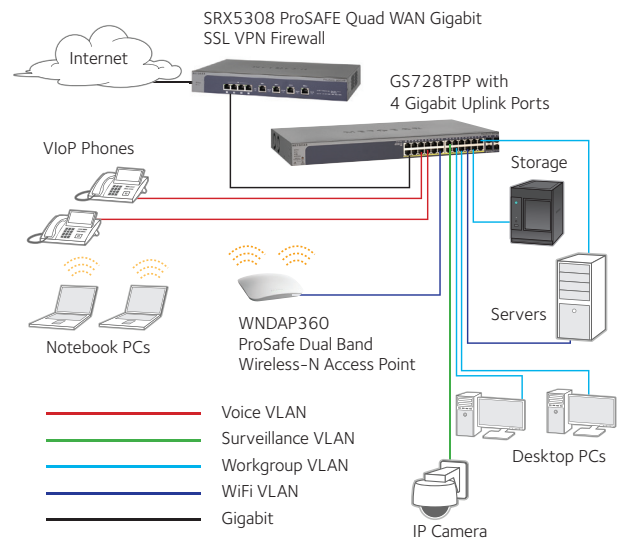 SRX5308 ProSAFE Quad WAN Gigabit
SSL VPN Firewall
Internet
GS728TPP with
4 Gigabit Uplink Ports
VIoP Phones
Storage
Servers
WNDAP360
ProSafe Dual Band
Wireless-N Access Point
Notebook PCs
Voice VLAN
Surveillance VLAN
Workgroup VLAN
WiFi VLAN
Gigabit
Desktop PCs
IP Camera